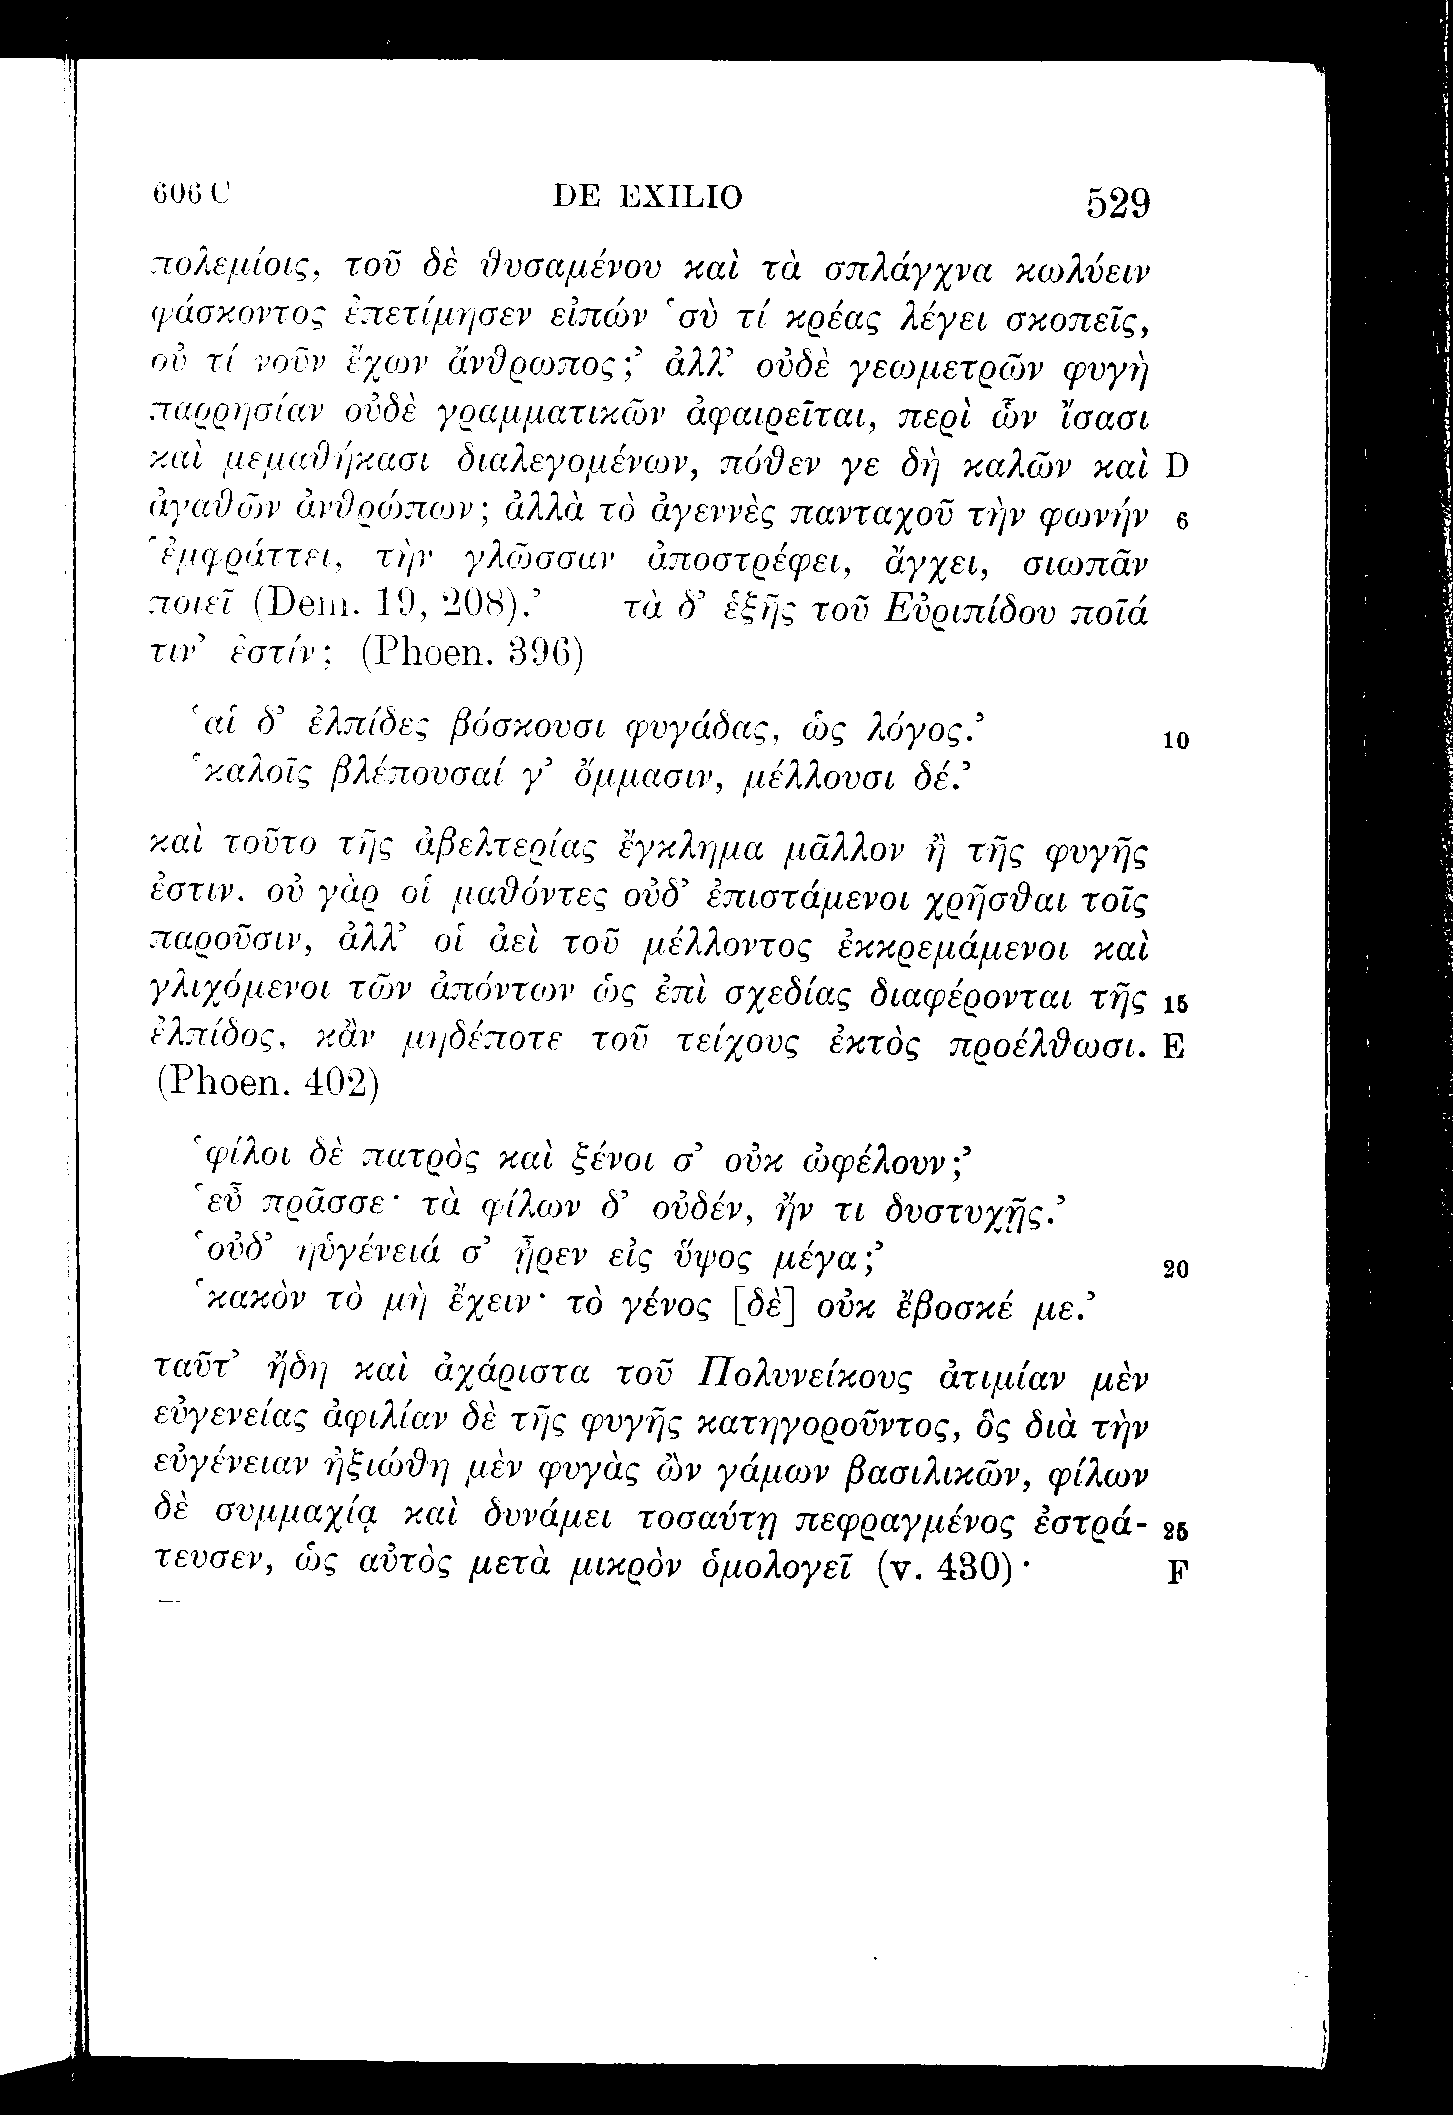 606 C DE EXILIO 529
πολεμίοις, τοῦ δὲ θυσαμένου καὶ τὰ σπλάγχνα κωλύειν
φάσκοντος ἐπετίμησεν εἰπών ‘σὺ τί κρέας λέγει σκοπεῖς,
οὐ τί νοῦν ἔχων ἄνθρωπος;’ ἀλλ’ οὐδὲ γεωμετρῶν φυγὴ
παρρησίαν οὐδὲ γραμματικῶν ἀφαιρεῖται, περὶ ὧν ἴσασι
καὶ μεμαθήκασι διαλεγομένων, πόθεν γε δὴ καλῶν καὶ D
ἀγαθῶν ἀνθρώπων; ἀλλὰ τὸ ἀγεννὲς πανταχοῦ τὴν φωνήν 6
‘ἐμφράττει, τὴν γλῶσσαν ἀποστρέφει, ἄγχει, σιωπᾶν
ποιεῖ (Dem. 19, 208).’ τὰ δ’ ἑξῆς τοῦ Εὐριπίδου ποῖά
τιν’ ἐστίν; (Phoen. 396)
‘αἱ δ’ ἐλπίδες βόσκουσι φυγάδας, ὡς λόγος.’ 10
‘καλοῖς βλέπουσαί γ’ ὄμμασιν, μέλλουσι δέ.’
καὶ τοῦτο τῆς ἀβελτερίας ἔγκλημα μᾶλλον ἢ τῆς φυγῆς
ἐστιν. οὐ γὰρ οἱ μαθόντες οὐδ’ ἐπιστάμενοι χρῆσθαι τοῖς
παροῦσιν, ἀλλ’ οἱ ἀεὶ τοῦ μέλλοντος ἐκκρεμάμενοι καὶ
γλιχόμενοι τῶν ἀπόντων ὡς ἐπὶ σχεδίας διαφέρονται τῆς 15
ἐλπίδος, κἂν μηδέποτε τοῦ τείχους ἐκτὸς προέλθωσι. E
(Phoen. 402)
‘φίλοι δὲ πατρὸς καὶ ξένοι σ’ οὐκ ὠφέλουν;’
‘εὖ πρᾶσσε· τὰ φίλων δ’ οὐδέν, ἤν τι δυστυχῇς.’
‘οὐδ’ ηὑγένειά σ’ ᾖρεν εἰς ὕψος μέγα;’ 20
‘κακὸν τὸ μὴ ἔχειν· τὸ γένος [δὲ] οὐκ ἔβοσκέ με.’
ταῦτ’ ἤδη καὶ ἀχάριστα τοῦ Πολυνείκους ἀτιμίαν μὲν
εὐγενείας ἀφιλίαν δὲ τῆς φυγῆς κατηγοροῦντος, ὃς διὰ τὴν
εὐγένειαν ἠξιώθη μὲν φυγὰς ὢν γάμων βασιλικῶν, φίλων
δὲ συμμαχίᾳ καὶ δυνάμει τοσαύτῃ πεφραγμένος ἐστρά- 25
τευσεν, ὡς αὐτὸς μετὰ μικρὸν ὁμολογεῖ (v. 430)· F